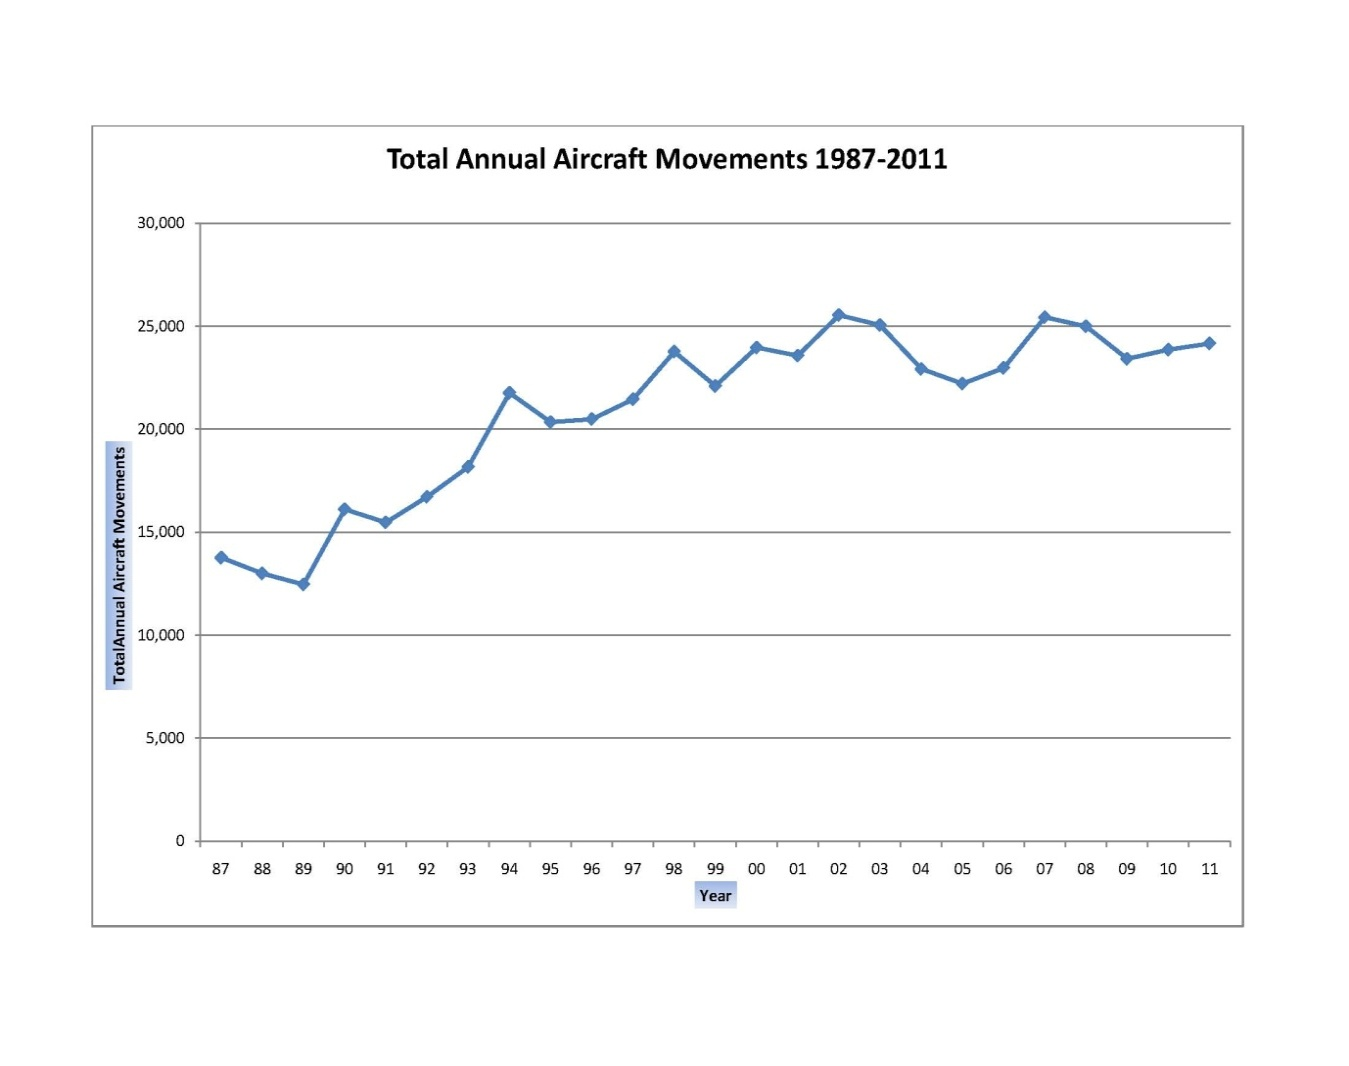 Total Annual Aircraft Movements 1987-2011
30,000
25,000
20,000
15,000
10,000
5,000
0
TotalAnnual Aircraft Movements
87 88 89 90 91 92 93 94 95 96 97 98 99 00 01 02 03 04 05 06 07 08 09 10 11
Year